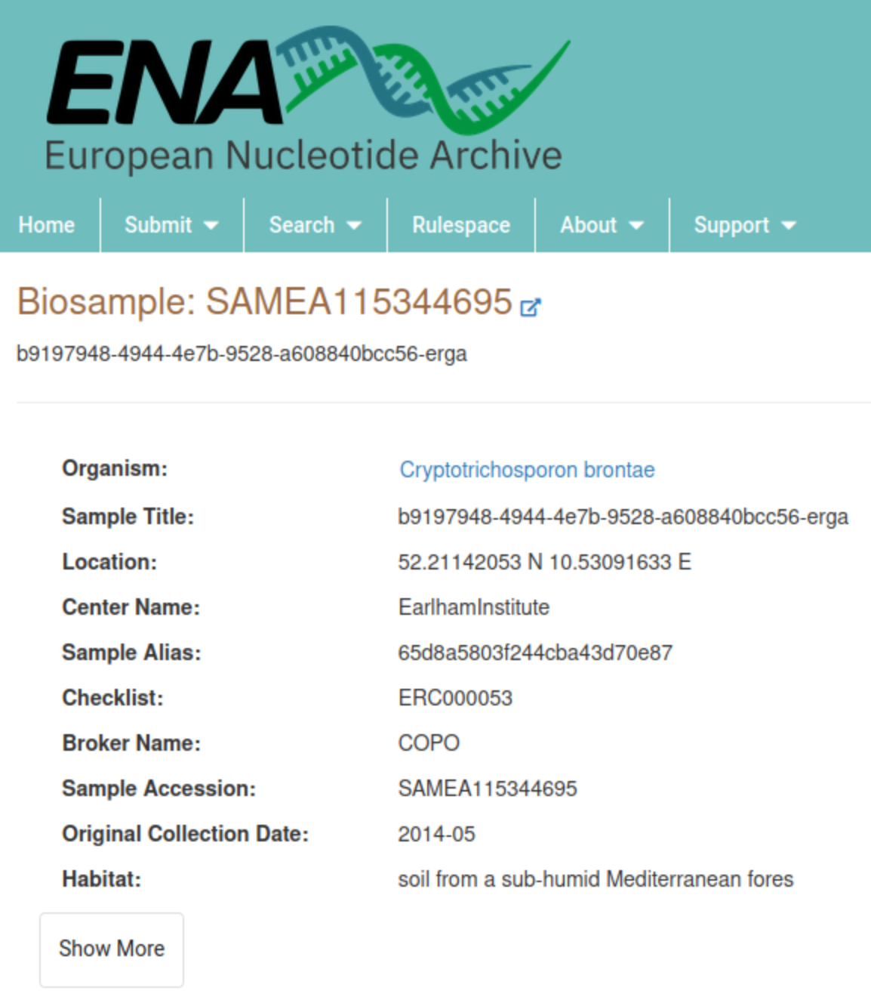 ENA
European Nucleotide Archive
Home Submit Search Rulespace About Support
Biosample: SAMEA115344695
b9197948-4944-4e7b-9528-a608840bcc56-erga
Organism: Cryptotrichosporon brontae
Sample Title: b9197948-4944-4e7b-9528-a608840bcc56-erga
Location: 52.21142053 N 10.53091633 E
Center Name: EarlhamInstitute
Sample Alias: 65d8a5803f244cba43d70e87
Checklist: ERC000053
Broker Name: COPO
Sample Accession: SAMEA115344695
Original Collection Date: 2014-05
Habitat: soil from a sub-humid Mediterranean fores
Show More